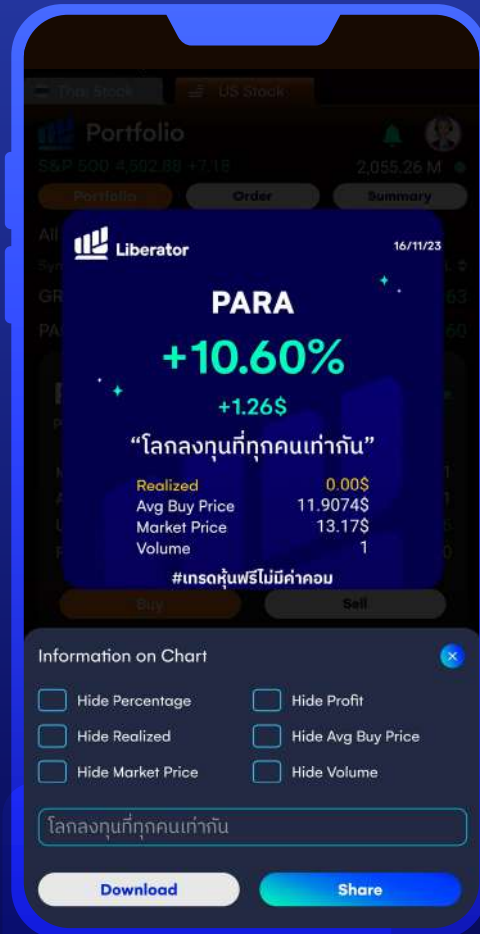 Thai Stock US Stock
Portfolio
S&P 500 4,502.88 +7.18 2,055.26 M
Portfolio Order Summary
All
Liberator 16/11/23
PARA
+10.60%
+1.26$
“โลกลงทุนที่ทุกคนเท่ากัน”
Realized 0.00$
Avg Buy Price 11.9074$
Market Price 13.17$
Volume 1
#เทรดหุ้นฟรีไม่มีค่าคอม
Buy Sell
Information on Chart
Hide Percentage Hide Profit
Hide Realized Hide Avg Buy Price
Hide Market Price Hide Volume
โลกลงทุนที่ทุกคนเท่ากัน
Download Share